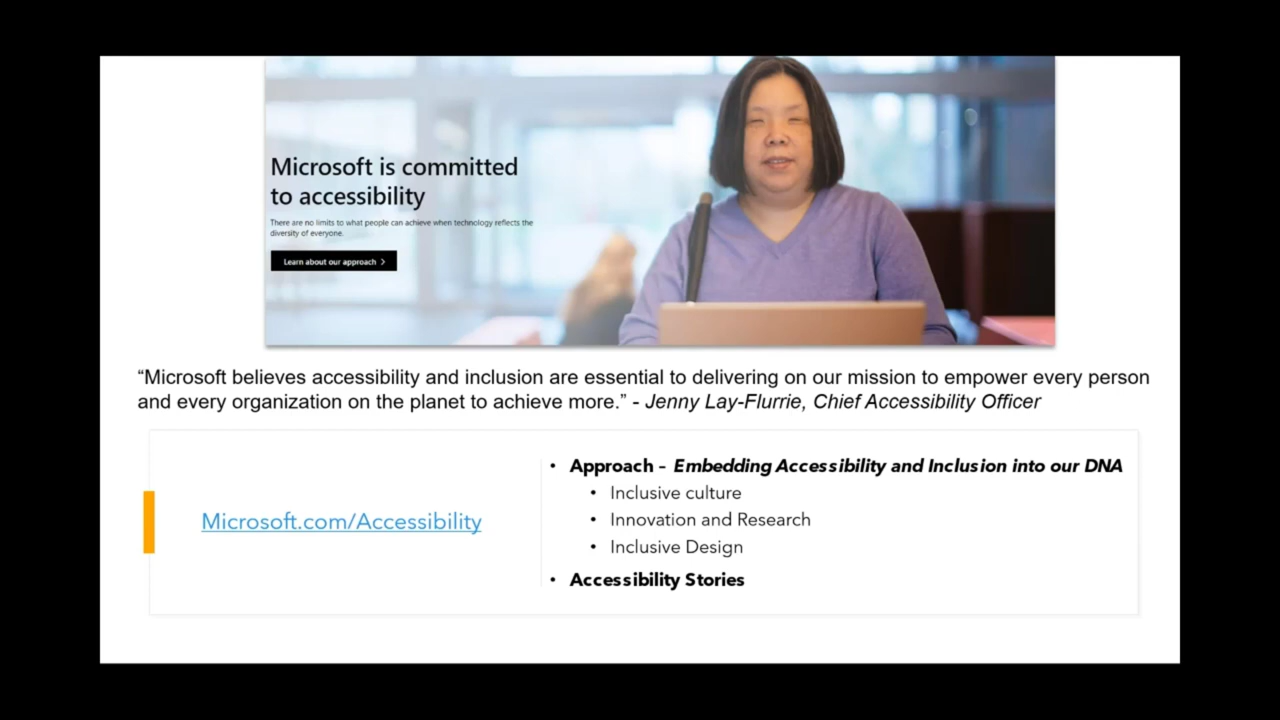 Microsoft is committed
to accessibility
There are no limits to what people can achieve when technology reflects the
diversity of everyone.
Learn about our approach >
“Microsoft believes accessibility and inclusion are essential to delivering on our mission to empower every person
and every organization on the planet to achieve more.” - Jenny Lay-Flurrie, Chief Accessibility Officer
Microsoft.com/Accessibility
• Approach – Embedding Accessibility and Inclusion into our DNA
• Inclusive culture
• Innovation and Research
• Inclusive Design
• Accessibility Stories